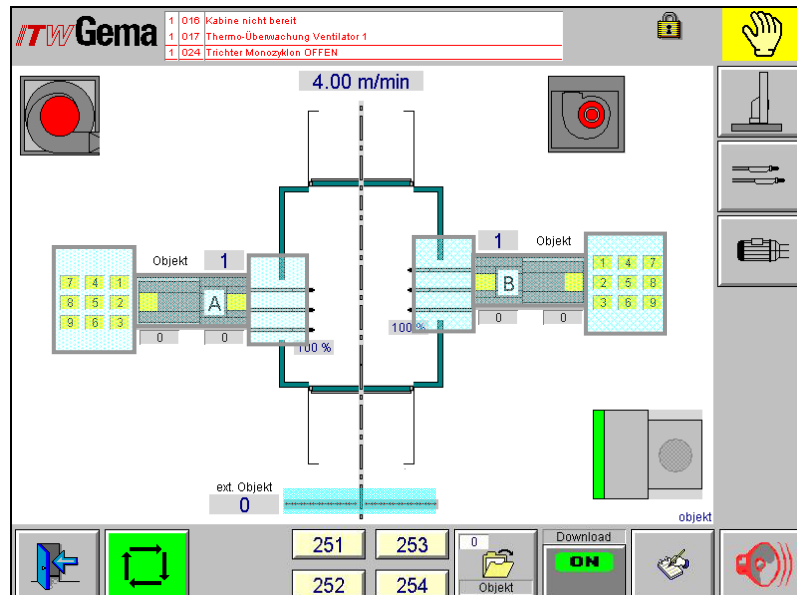 ITW Gema
1 016 Kabine nicht bereit
1 017 Thermo-Überwachung Ventilator 1
1 024 Trichter Monozyklon OFFEN
4.00 m/min
Objekt 1
1 Objekt
7 4 1
8 5 2
9 6 3
A
0 0
100 %
B
1 4 7
2 5 8
3 6 9
0 0
100 %
ext. Objekt
0
objekt
251 253
252 254
0
Objekt
Download
ON